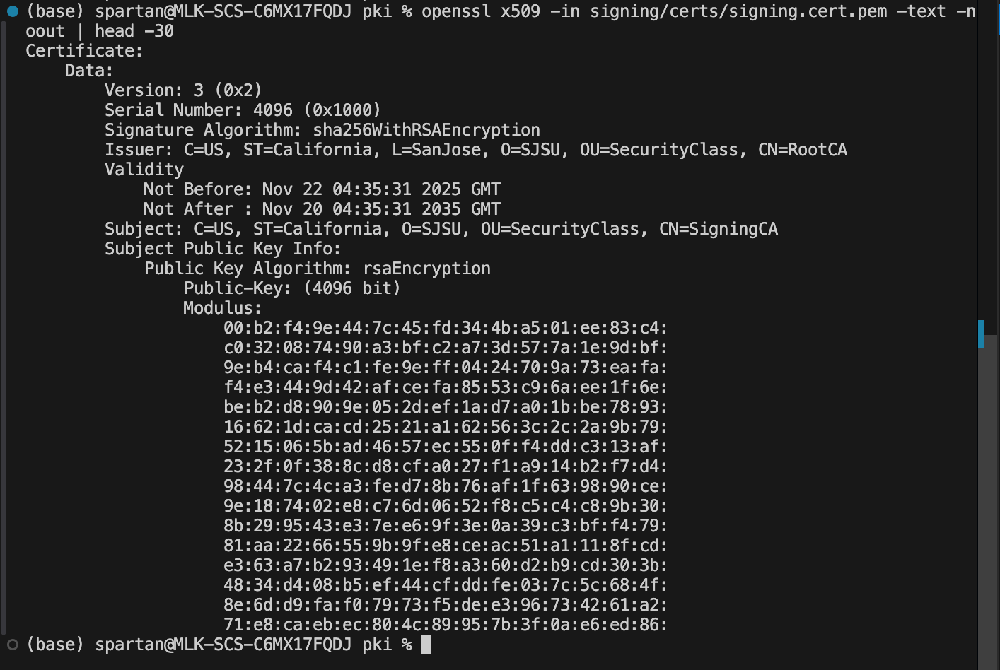 (base) spartan@MLK-SCS-C6MX17FQDJ pki % openssl x509 -in signing/certs/signing.cert.pem -text -n
oout | head -30
Certificate:
    Data:
        Version: 3 (0x2)
        Serial Number: 4096 (0x1000)
        Signature Algorithm: sha256WithRSAEncryption
        Issuer: C=US, ST=California, L=SanJose, O=SJSU, OU=SecurityClass, CN=RootCA
        Validity
            Not Before: Nov 22 04:35:31 2025 GMT
            Not After : Nov 20 04:35:31 2035 GMT
        Subject: C=US, ST=California, O=SJSU, OU=SecurityClass, CN=SigningCA
        Subject Public Key Info:
            Public Key Algorithm: rsaEncryption
                Public-Key: (4096 bit)
                Modulus:
                    00:b2:f4:9e:44:7c:45:fd:34:4b:a5:01:ee:83:c4:
                    c0:32:08:74:90:a3:bf:c2:a7:3d:57:7a:1e:9d:bf:
                    9e:b4:ca:f4:c1:fe:9e:ff:04:24:70:9a:73:ea:fa:
                    f4:e3:44:9d:42:af:ce:fa:85:53:c9:6a:ee:1f:6e:
                    be:b2:d8:90:9e:05:2d:ef:1a:d7:a0:1b:be:78:93:
                    16:62:1d:ca:cd:25:21:a1:62:56:3c:2c:2a:9b:79:
                    52:15:06:5b:ad:46:57:ec:55:0f:f4:dd:c3:13:af:
                    23:2f:0f:38:8c:d8:cf:a0:27:f1:a9:14:b2:f7:d4:
                    98:44:7c:4c:a3:fe:d7:8b:76:af:1f:63:98:90:ce:
                    9e:18:74:02:e8:c7:6d:06:52:f8:c5:c4:c8:9b:30:
                    8b:29:95:43:e3:7e:e6:9f:3e:0a:39:c3:bf:f4:79:
                    81:aa:22:66:55:9b:9f:e8:ce:ac:51:a1:11:8f:cd:
                    e3:63:a7:b2:93:49:1e:f8:a3:60:d2:b9:cd:30:3b:
                    48:34:d4:08:b5:ef:44:cf:dd:fe:03:7c:5c:68:4f:
                    8e:6d:d9:fa:f0:79:73:f5:de:e3:96:73:42:61:a2:
                    71:e8:ca:eb:ec:80:4c:89:95:7b:3f:0a:e6:ed:86:
(base) spartan@MLK-SCS-C6MX17FQDJ pki %